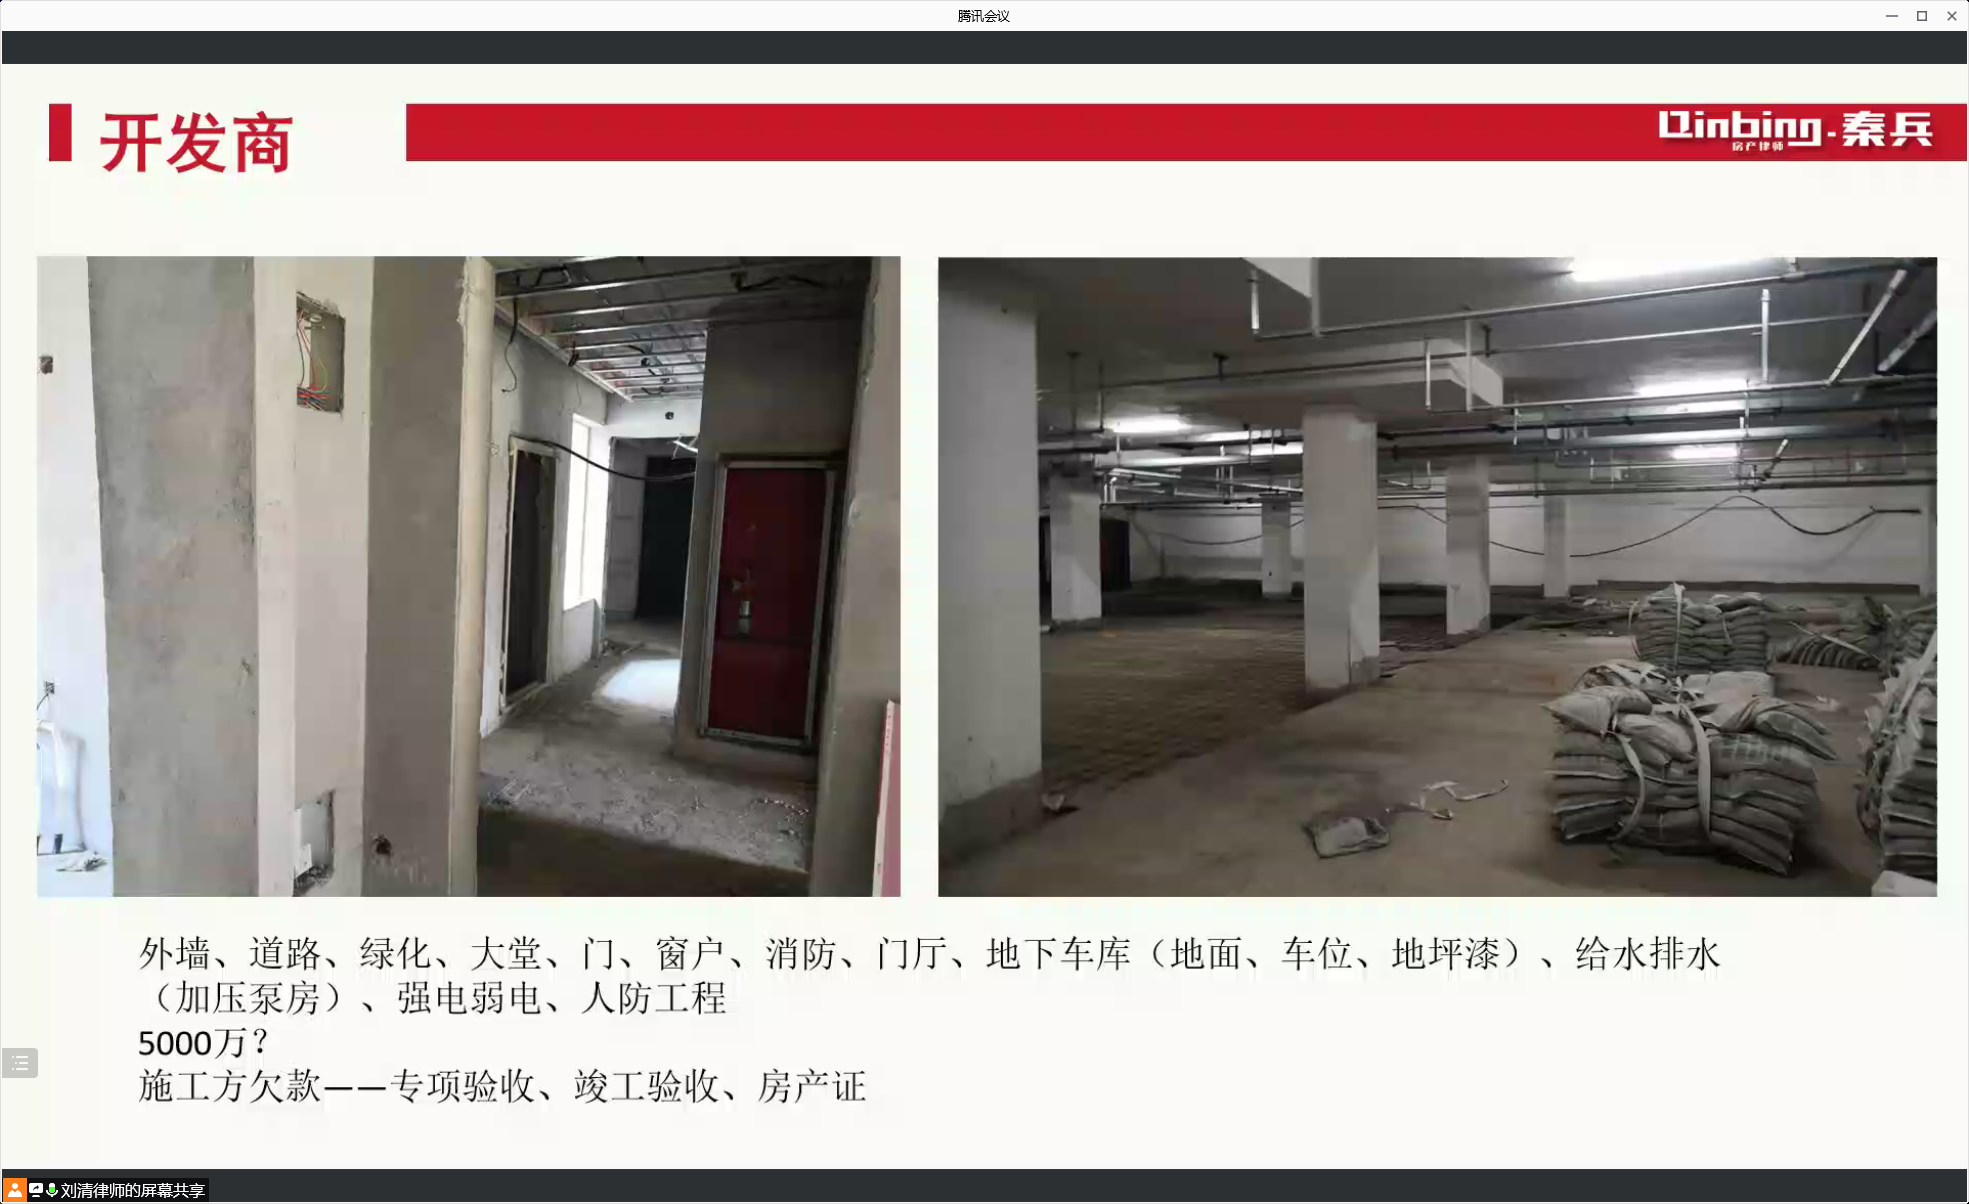 腾讯会议
开发商
Qinbing-秦兵
房产律师
外墙、道路、绿化、大堂、门、窗户、消防、门厅、地下车库（地面、车位、地坪漆）、给水排水
（加压泵房）、强电弱电、人防工程
5000万？
施工方欠款——专项验收、竣工验收、房产证
刘清律师的屏幕共享